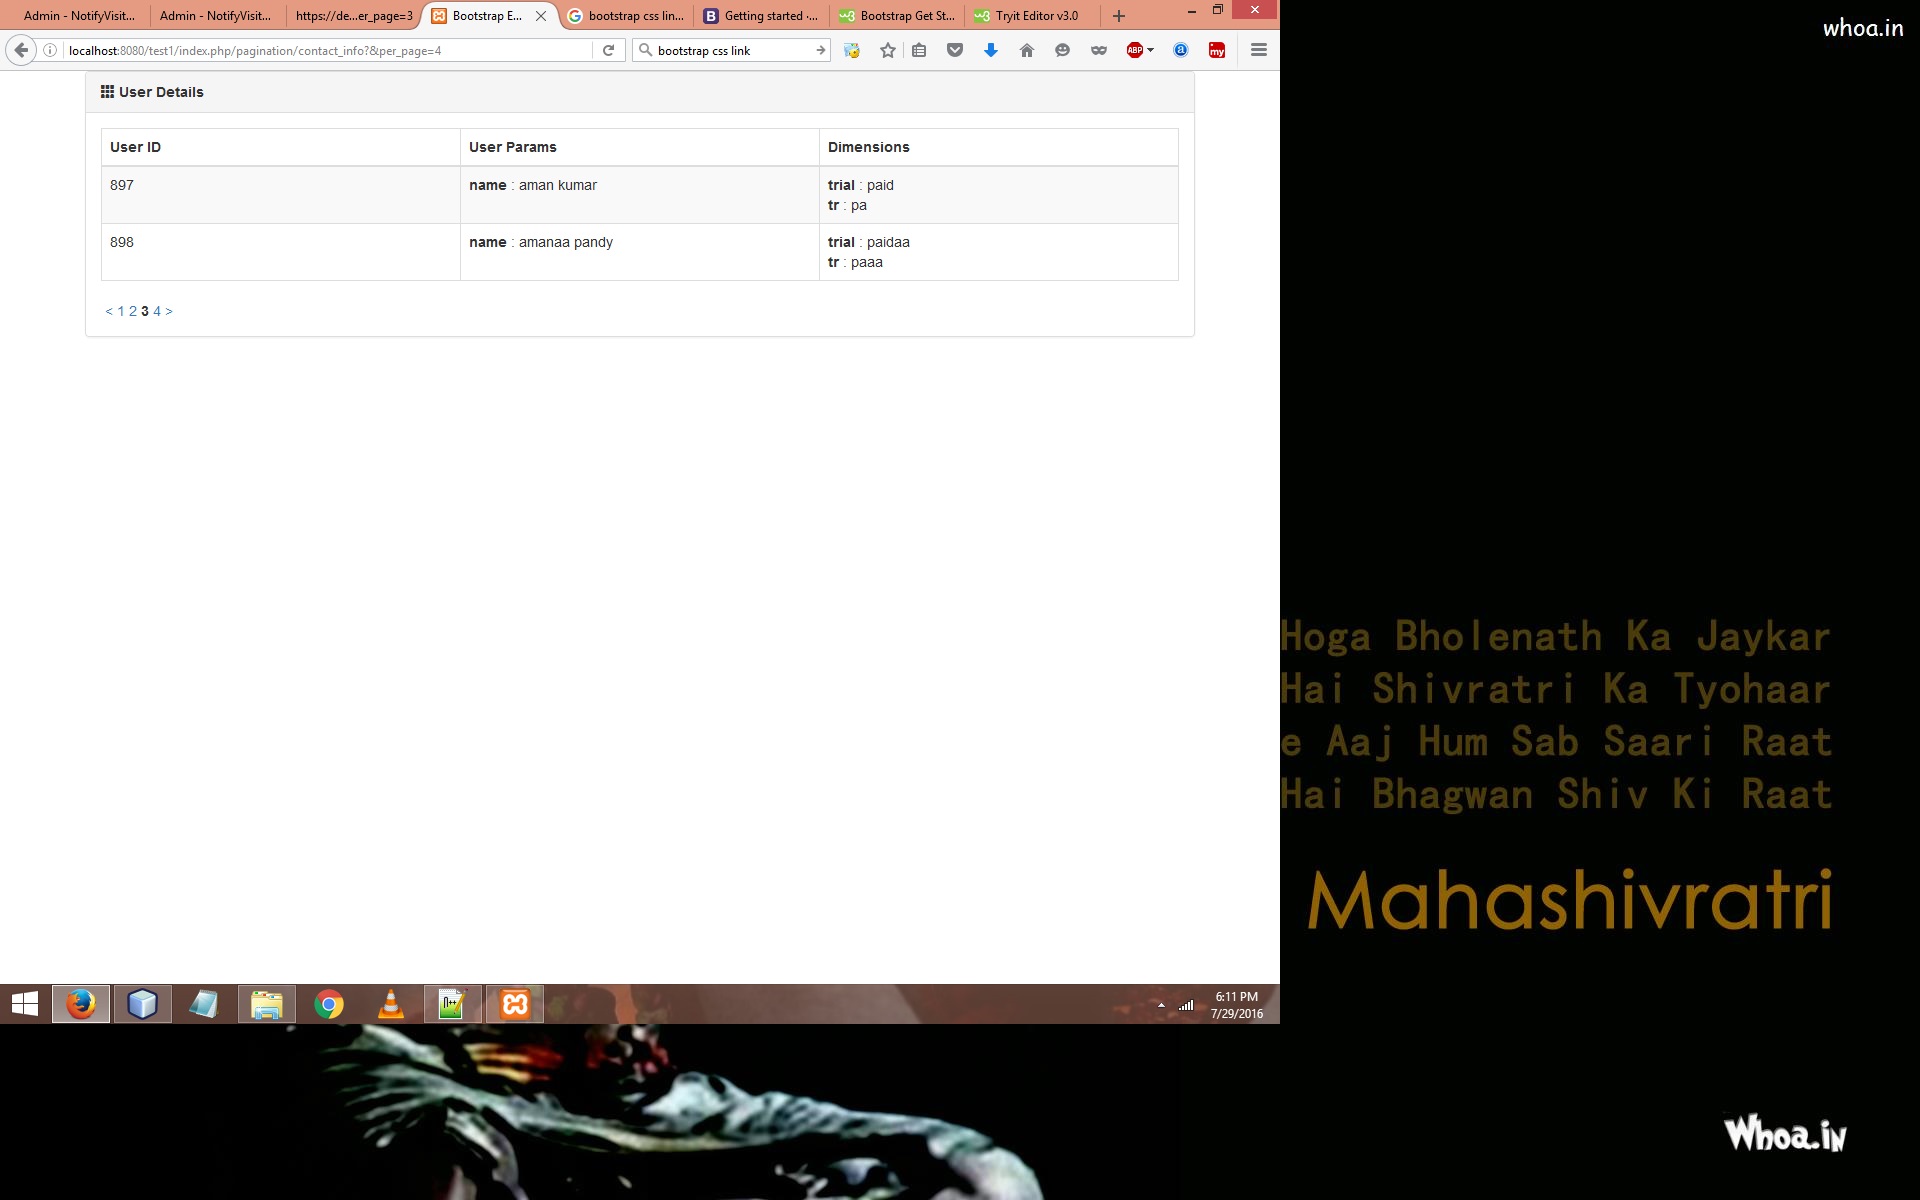 Admin - NotifyVisit...
Admin - NotifyVisit...
https://de...er_page=3
Bootstrap E...
bootstrap css lin...
Getting started ·...
Bootstrap Get St...
Tryit Editor v3.0
localhost:8080/test1/index.php/pagination/contact_info?&per_page=4
bootstrap css link
ABP
a
my
whoa.in
User Details
User ID User Params Dimensions
897 name : aman kumar trial : paid
tr : pa
898 name : amanaa pandy trial : paidaa
tr : paaa
< 1 2 3 4 >
Hoga Bholenath Ka Jaykar
Hai Shivratri Ka Tyohaar
e Aaj Hum Sab Saari Raat
Hai Bhagwan Shiv Ki Raat
Mahashivratri
6:11 PM
7/29/2016
Whoa.iN